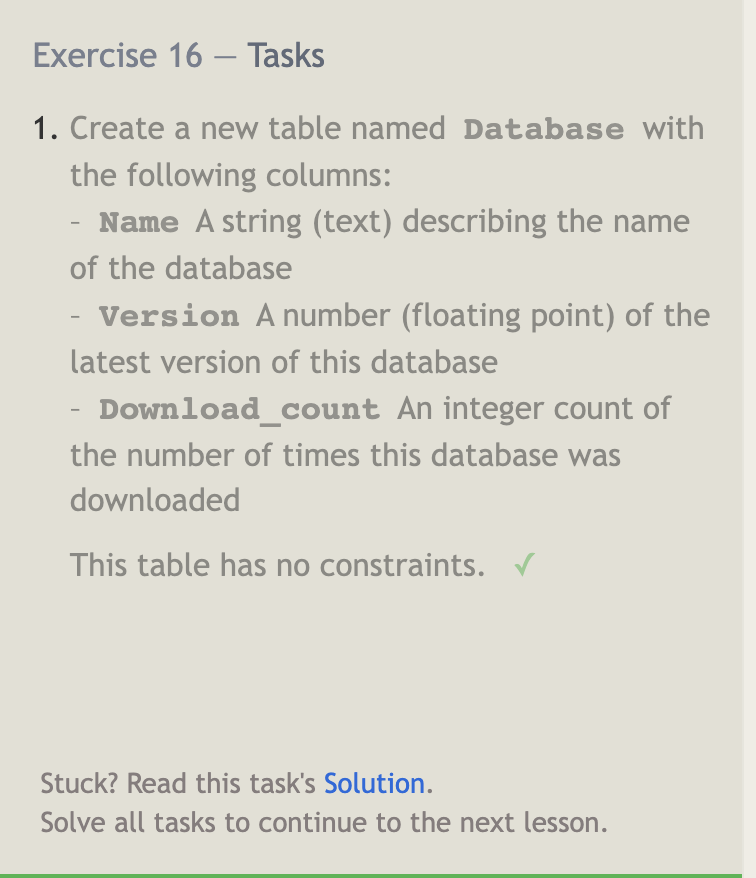 Exercise 16 — Tasks
1. Create a new table named Database with
the following columns:
– Name A string (text) describing the name
of the database
– Version A number (floating point) of the
latest version of this database
– Download_count An integer count of
the number of times this database was
downloaded
This table has no constraints. ✓
Stuck? Read this task's Solution.
Solve all tasks to continue to the next lesson.